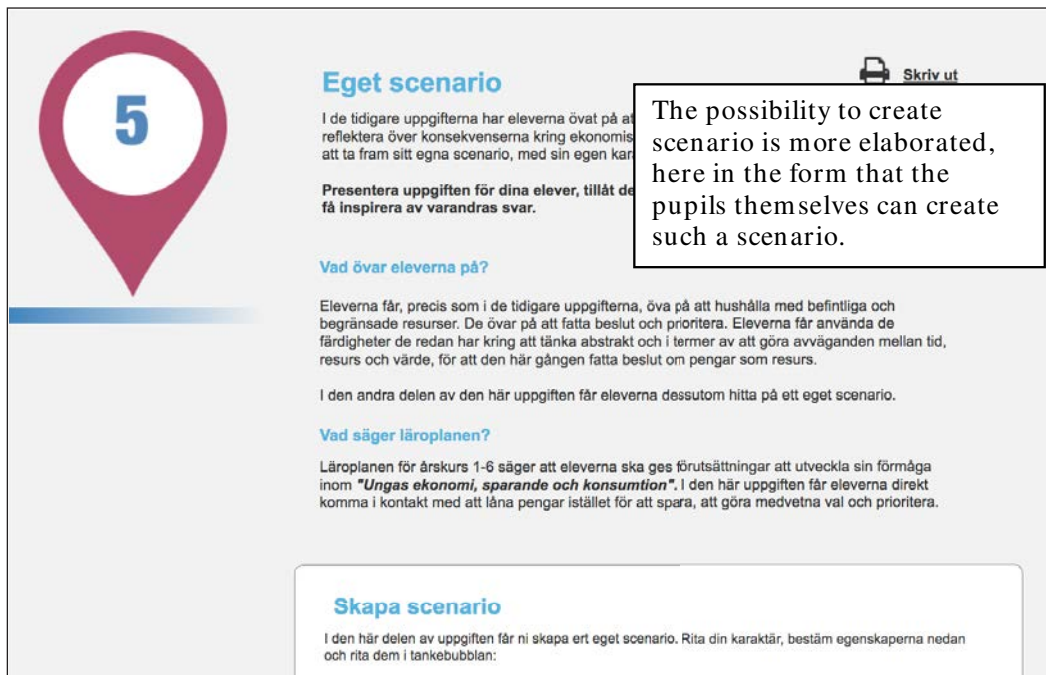 5
Eget scenario
Skriv ut
I de tidigare uppgifterna har eleverna övat på at
reflektera över konsekvenserna kring ekonomis
att ta fram sitt egna scenario, med sin egen kar
Presentera uppgiften för dina elever, tillåt de
få inspirera av varandras svar.
The possibility to create
scenario is more elaborated,
here in the form that the
pupils themselves can create
such a scenario.
Vad övar eleverna på?
Eleverna får, precis som i de tidigare uppgifterna, öva på att hushålla med befintliga och
begränsade resurser. De övar på att fatta beslut och prioritera. Eleverna får använda de
färdigheter de redan har kring att tänka abstrakt och i termer av att göra avväganden mellan tid,
resurs och värde, för att den här gången fatta beslut om pengar som resurs.
I den andra delen av den här uppgiften får eleverna dessutom hitta på ett eget scenario.
Vad säger läroplanen?
Läroplanen för årskurs 1-6 säger att eleverna ska ges förutsättningar att utveckla sin förmåga
inom "Ungas ekonomi, sparande och konsumtion". I den här uppgiften får eleverna direkt
komma i kontakt med att låna pengar istället för att spara, att göra medvetna val och prioritera.
Skapa scenario
I den här delen av uppgiften får ni skapa ert eget scenario. Rita din karaktär, bestäm egenskaperna nedan
och rita dem i tankebubblan: